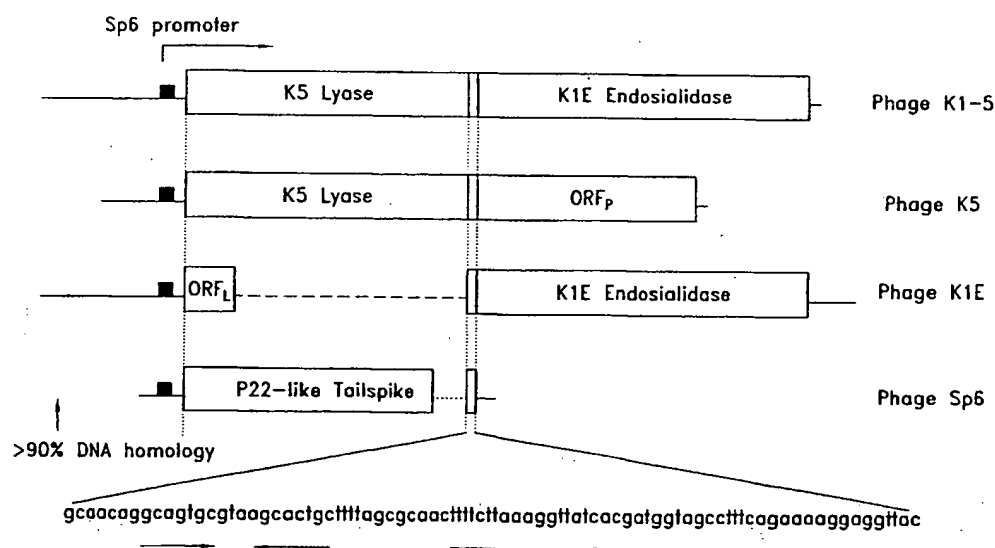 Sp6 promoter
K5 Lyase K1E Endosialidase Phage K1-5
K5 Lyase ORFP Phage K5
ORFL K1E Endosialidase Phage K1E
P22-like Tailspike Phage Sp6
>90% DNA homology
gcaacaggcagtgcgtaagcactgcttttagcgcaacttttcttaaaggttatcacgatggtagcctttcagaaaaggaggttac